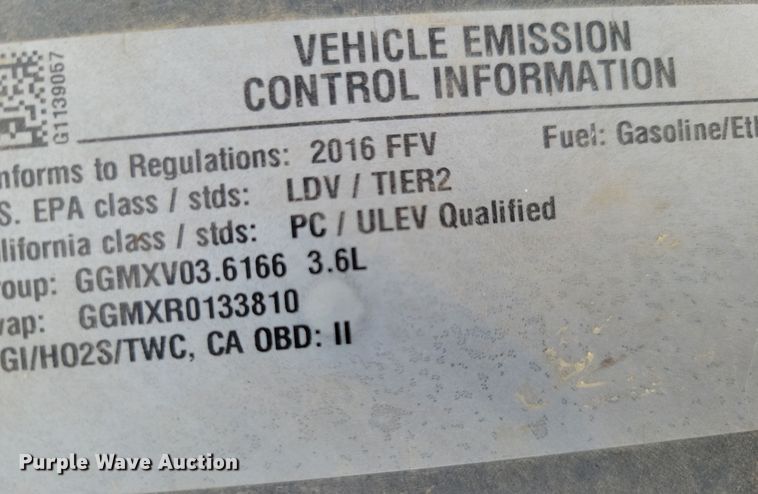 VEHICLE EMISSION
CONTROL INFORMATION
G1139057
nforms to Regulations: 2016 FFV Fuel: Gasoline/Eth
S. EPA class / stds: LDV / TIER2
lifornia class / stds: PC / ULEV Qualified
oup: GGMXV03.6166 3.6L
vap: GGMXR0133810
GI/HO2S/TWC, CA OBD: II
Purple Wave Auction